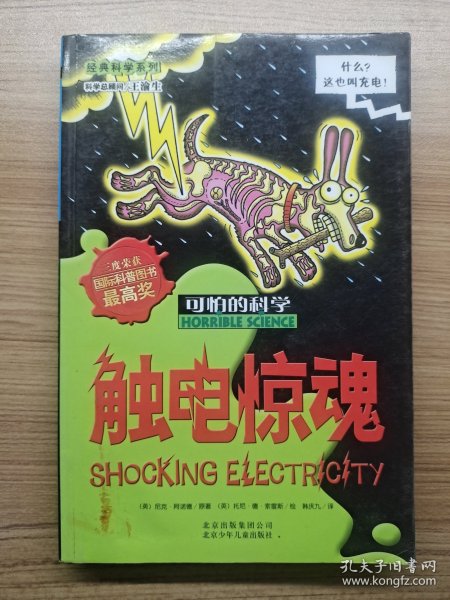 经典科学系列
科学总顾问：王渝生
什么？
这也叫充电！
三度荣获
国际科普图书
最高奖
可怕的科学
HORRIBLE SCIENCE
触电惊魂
SHOCKING ELECTRICITY
（英）尼克·阿诺德/原著 （英）托尼·德·索雷斯/绘 韩庆九/译
北京出版集团公司
北京少年儿童出版社
孔夫子旧书网
www.kongfz.com